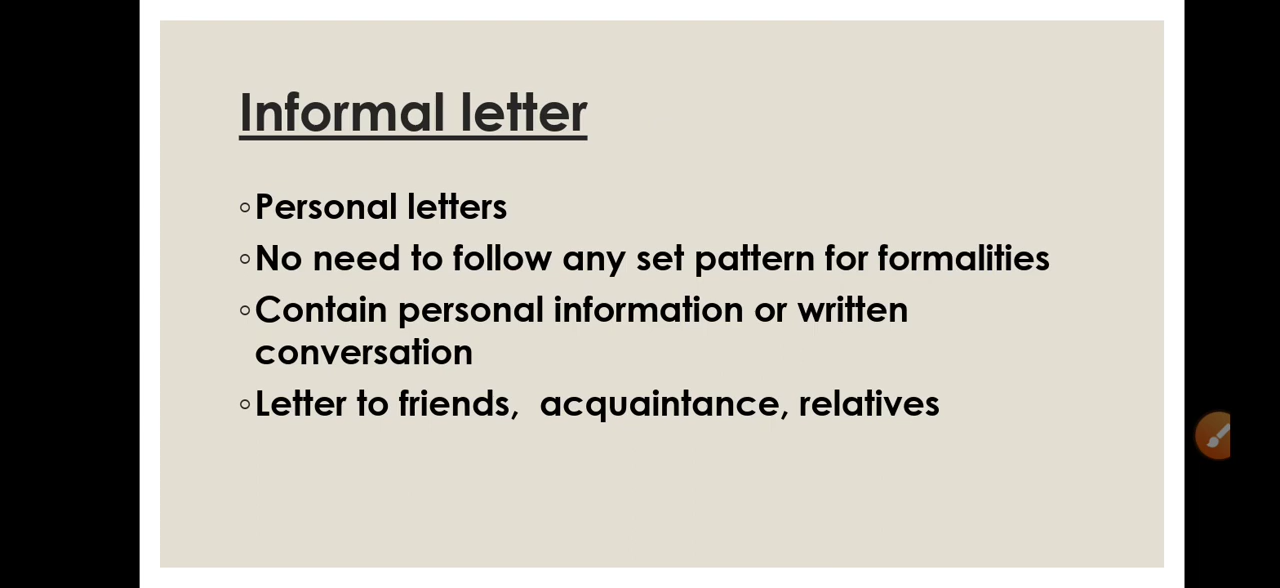 Informal letter
◦Personal letters
◦No need to follow any set pattern for formalities
◦Contain personal information or written
conversation
◦Letter to friends,  acquaintance, relatives